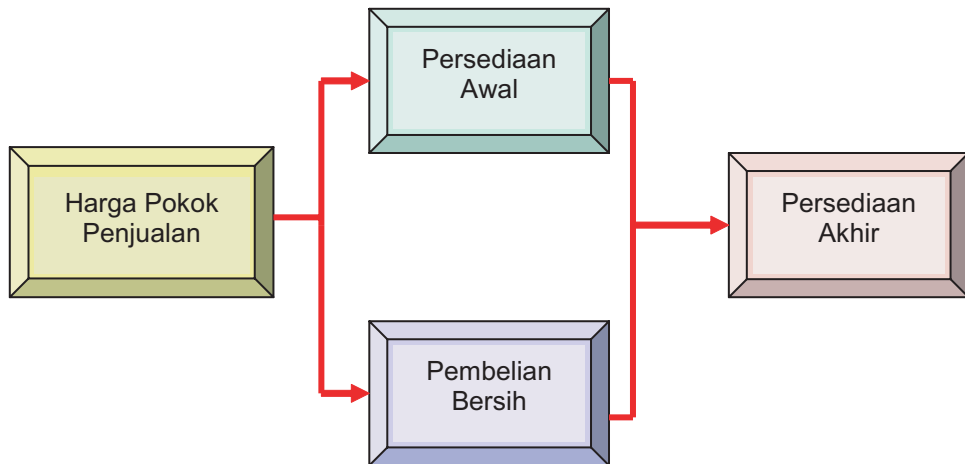 Harga Pokok
Penjualan
Persediaan
Awal
Pembelian
Bersih
Persediaan
Akhir